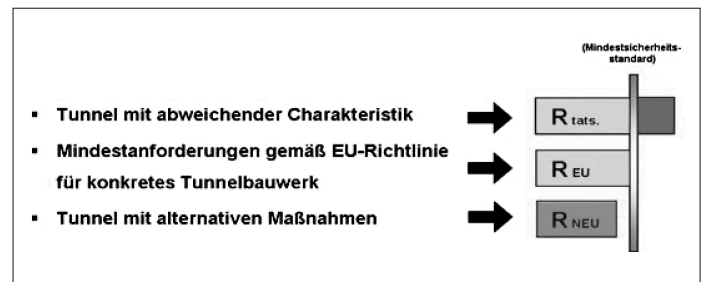 (Mindestsicherheits-
standard)
▪ Tunnel mit abweichender Charakteristik
R tats.
▪ Mindestanforderungen gemäß EU-Richtlinie
für konkretes Tunnelbauwerk
R EU
▪ Tunnel mit alternativen Maßnahmen
R NEU